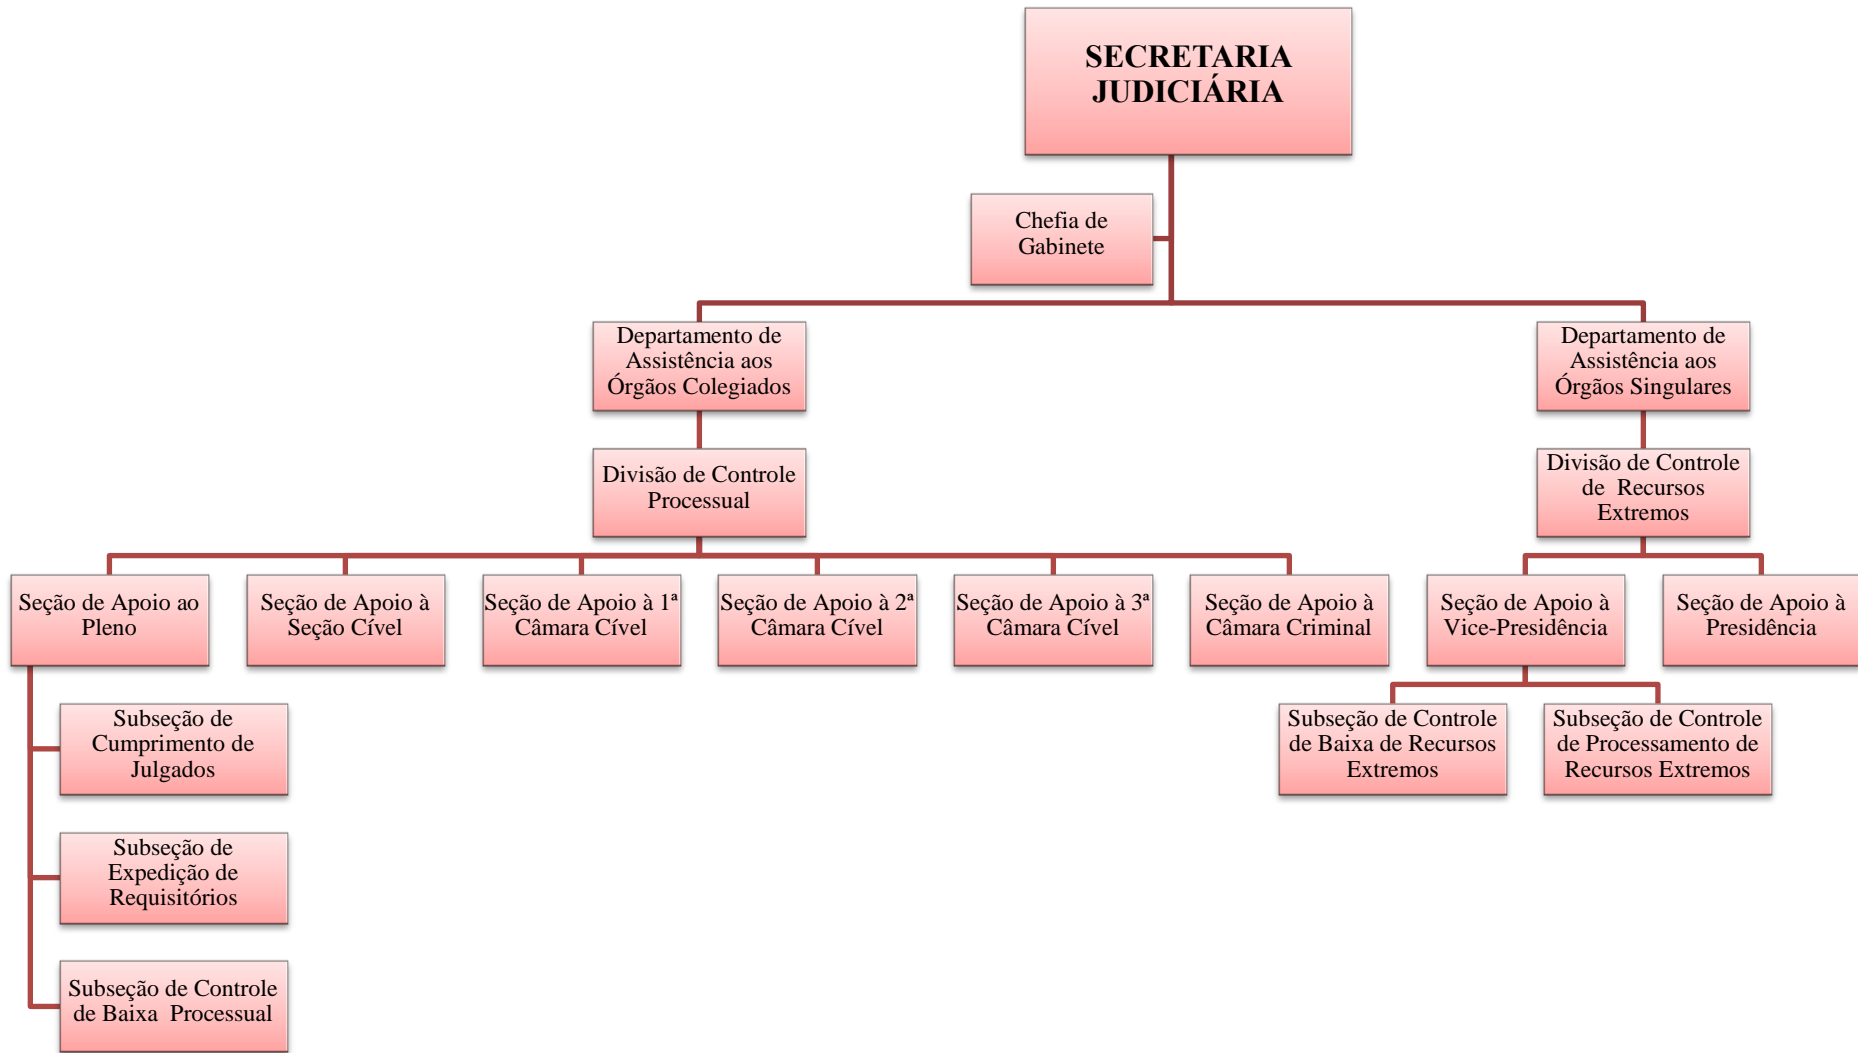 SECRETARIA
JUDICIÁRIA
Chefia de
Gabinete
Departamento de
Assistência aos
Órgãos Colegiados
Departamento de
Assistência aos
Órgãos Singulares
Divisão de Controle
Processual
Divisão de Controle
de Recursos
Extremos
Seção de Apoio ao
Pleno
Seção de Apoio à
Seção Cível
Seção de Apoio à 1ª
Câmara Cível
Seção de Apoio à 2ª
Câmara Cível
Seção de Apoio à 3ª
Câmara Cível
Seção de Apoio à
Câmara Criminal
Seção de Apoio à
Vice-Presidência
Seção de Apoio à
Presidência
Subseção de
Cumprimento de
Julgados
Subseção de
Expedição de
Requisitórios
Subseção de Controle
de Baixa Processual
Subseção de Controle
de Baixa de Recursos
Extremos
Subseção de Controle
de Processamento de
Recursos Extremos